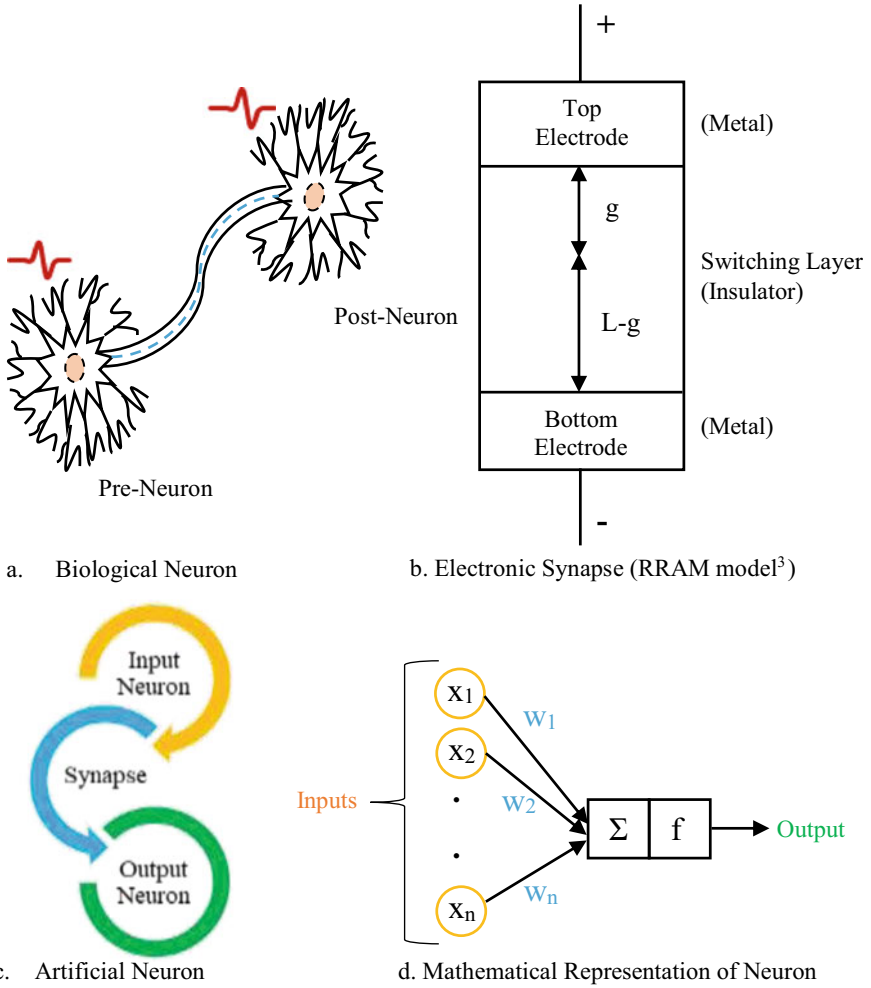 Post-Neuron
Pre-Neuron
a. Biological Neuron
+
Top
Electrode
(Metal)
g
Switching Layer
(Insulator)
L-g
Bottom
Electrode
(Metal)
-
b. Electronic Synapse (RRAM model³)
Input
Neuron
Synapse
Output
Neuron
c. Artificial Neuron
Inputs
x₁
x₂
.
.
xₙ
w₁
w₂
wₙ
Σ f
Output
d. Mathematical Representation of Neuron